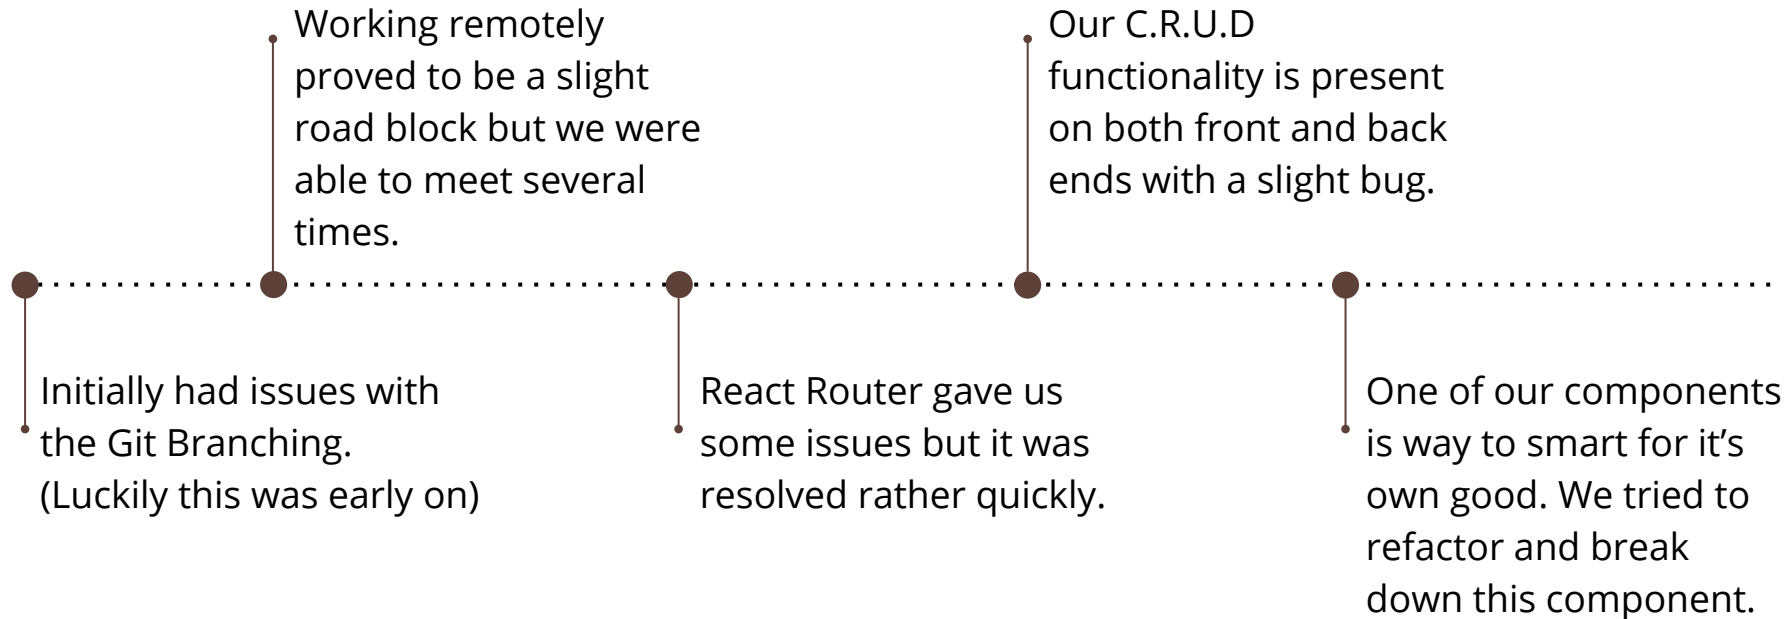 Initially had issues with
the Git Branching.
(Luckily this was early on)
Working remotely
proved to be a slight
road block but we were
able to meet several
times.
React Router gave us
some issues but it was
resolved rather quickly.
Our C.R.U.D
functionality is present
on both front and back
ends with a slight bug.
One of our components
is way to smart for it’s
own good. We tried to
refactor and break
down this component.